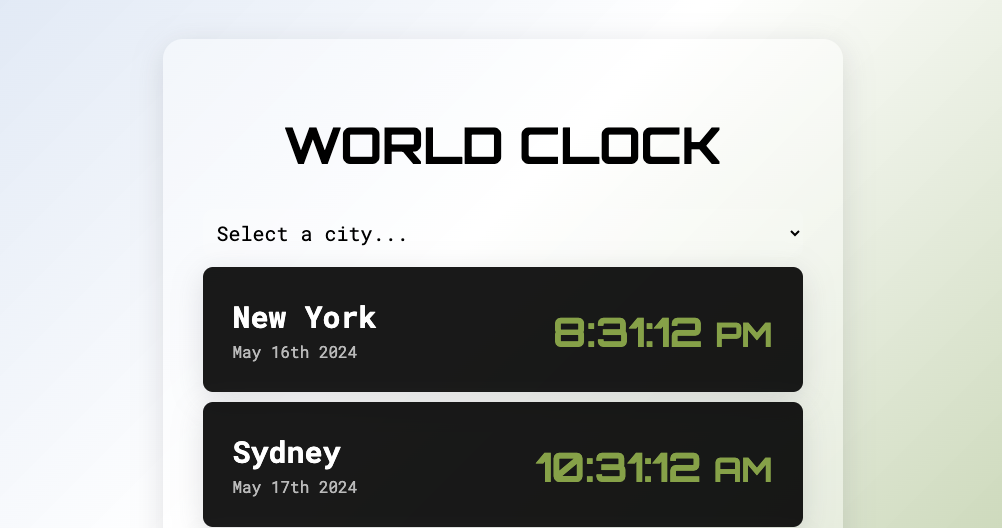 WORLD CLOCK
Select a city...
New York
May 16th 2024
8:31:12 PM
Sydney
May 17th 2024
10:31:12 AM